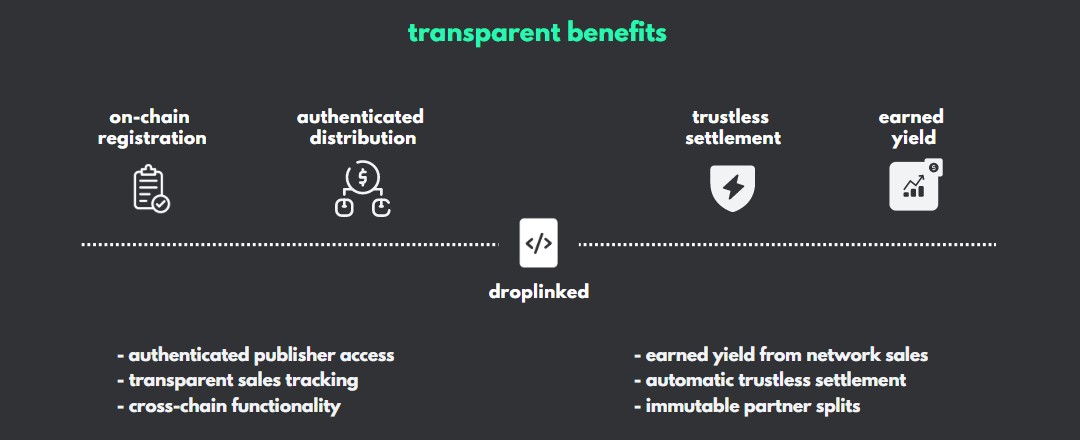 transparent benefits
on-chain
registration
authenticated
distribution
trustless
settlement
earned
yield
$
$
</>
droplinked
- authenticated publisher access
- transparent sales tracking
- cross-chain functionality
- earned yield from network sales
- automatic trustless settlement
- immutable partner splits